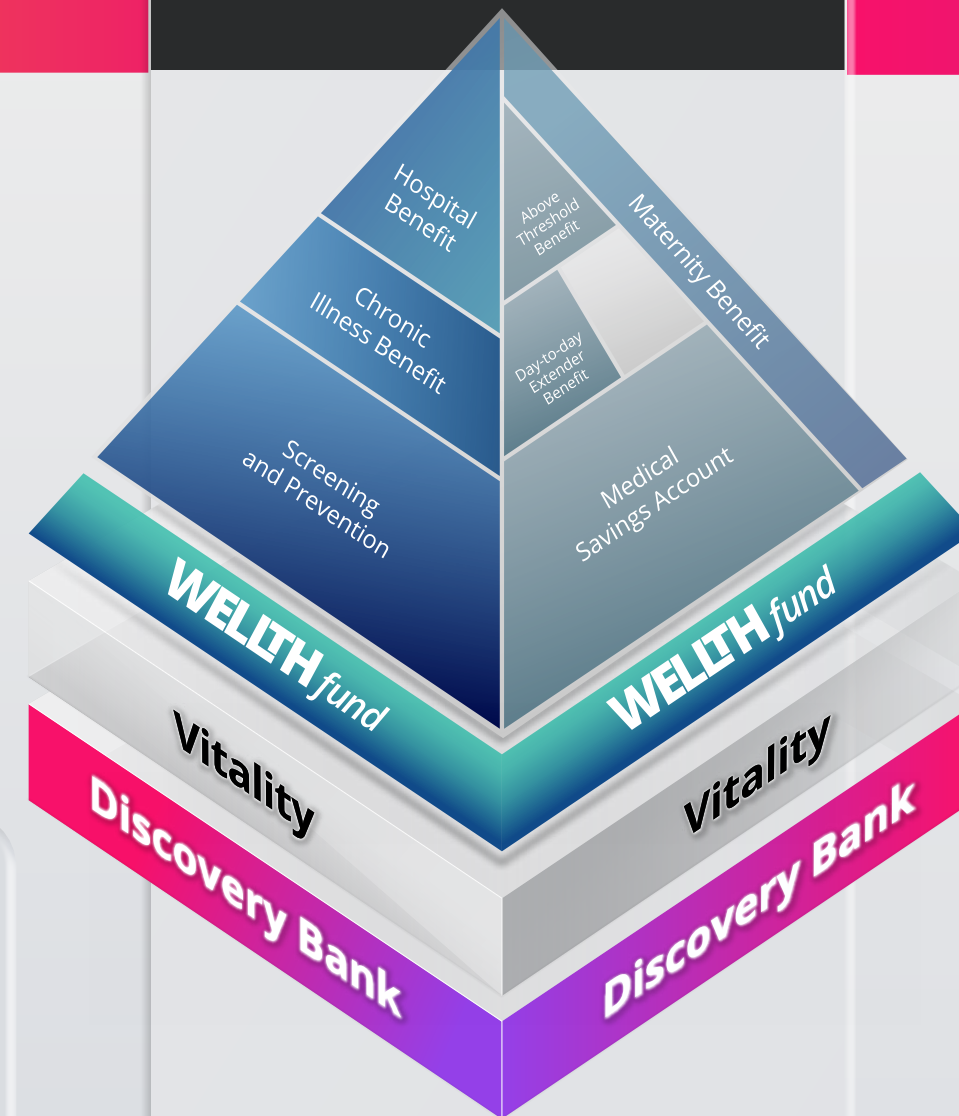 Hospital
Benefit
Chronic
Illness Benefit
Screening
and Prevention
Above
Threshold
Benefit
Maternity Benefit
Day-to-day
Extender
Benefit
Medical
Savings Account
WELLTH fund
WELLTH fund
Vitality
Vitality
Discovery Bank
Discovery Bank